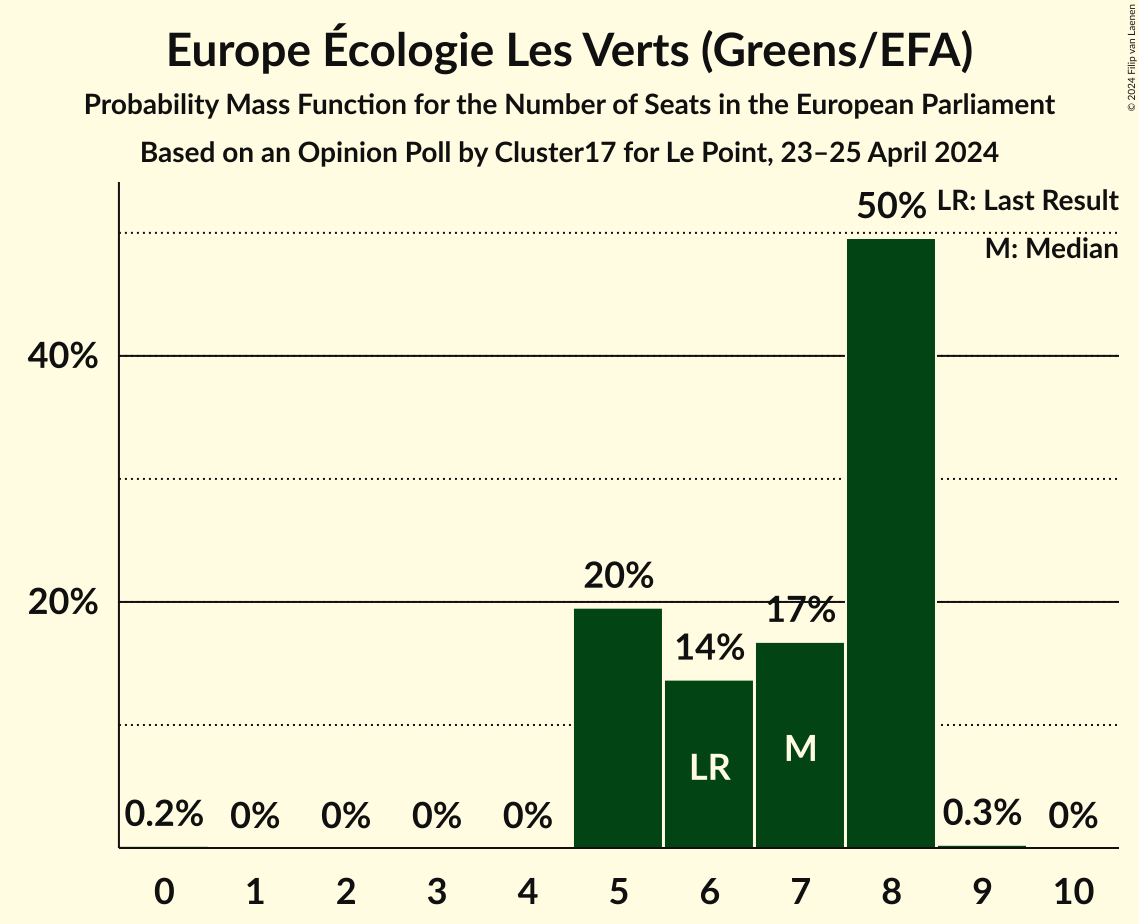 Europe Écologie Les Verts (Greens/EFA)
Probability Mass Function for the Number of Seats in the European Parliament
Based on an Opinion Poll by Cluster17 for Le Point, 23–25 April 2024
© 2024 Filip van Laenen
LR: Last Result
M: Median
50%
40%
20%
20%
17%
14%
LR
M
0.2%
0%
0%
0%
0%
0.3%
0%
0 1 2 3 4 5 6 7 8 9 10